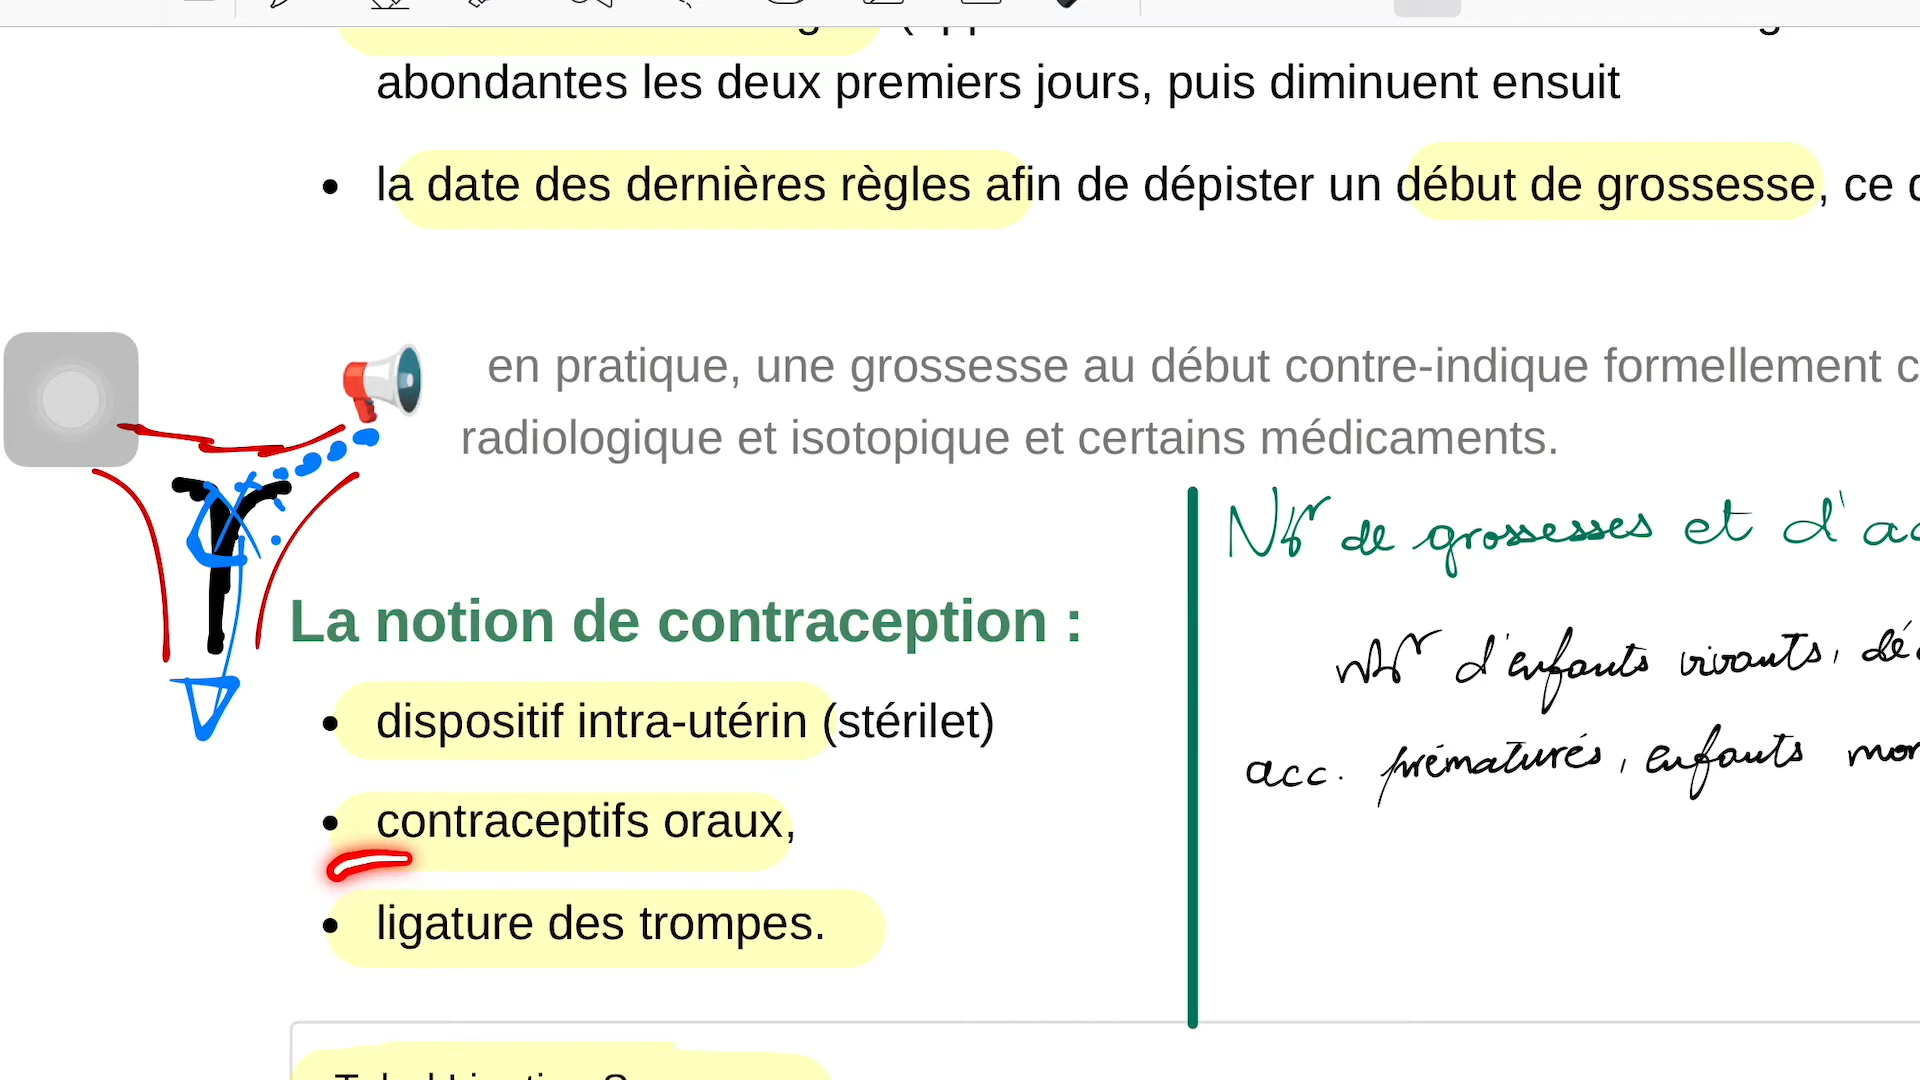 abondantes les deux premiers jours, puis diminuent ensuit
• la date des dernières règles afin de dépister un début de grossesse, ce
en pratique, une grossesse au début contre-indique formellement
radiologique et isotopique et certains médicaments.
La notion de contraception :
• dispositif intra-utérin (stérilet)
• contraceptifs oraux,
• ligature des trompes.
Nbr de grossesses et d'ac
nbr d'enfants vivants, dé
acc. prématurés, enfants mor